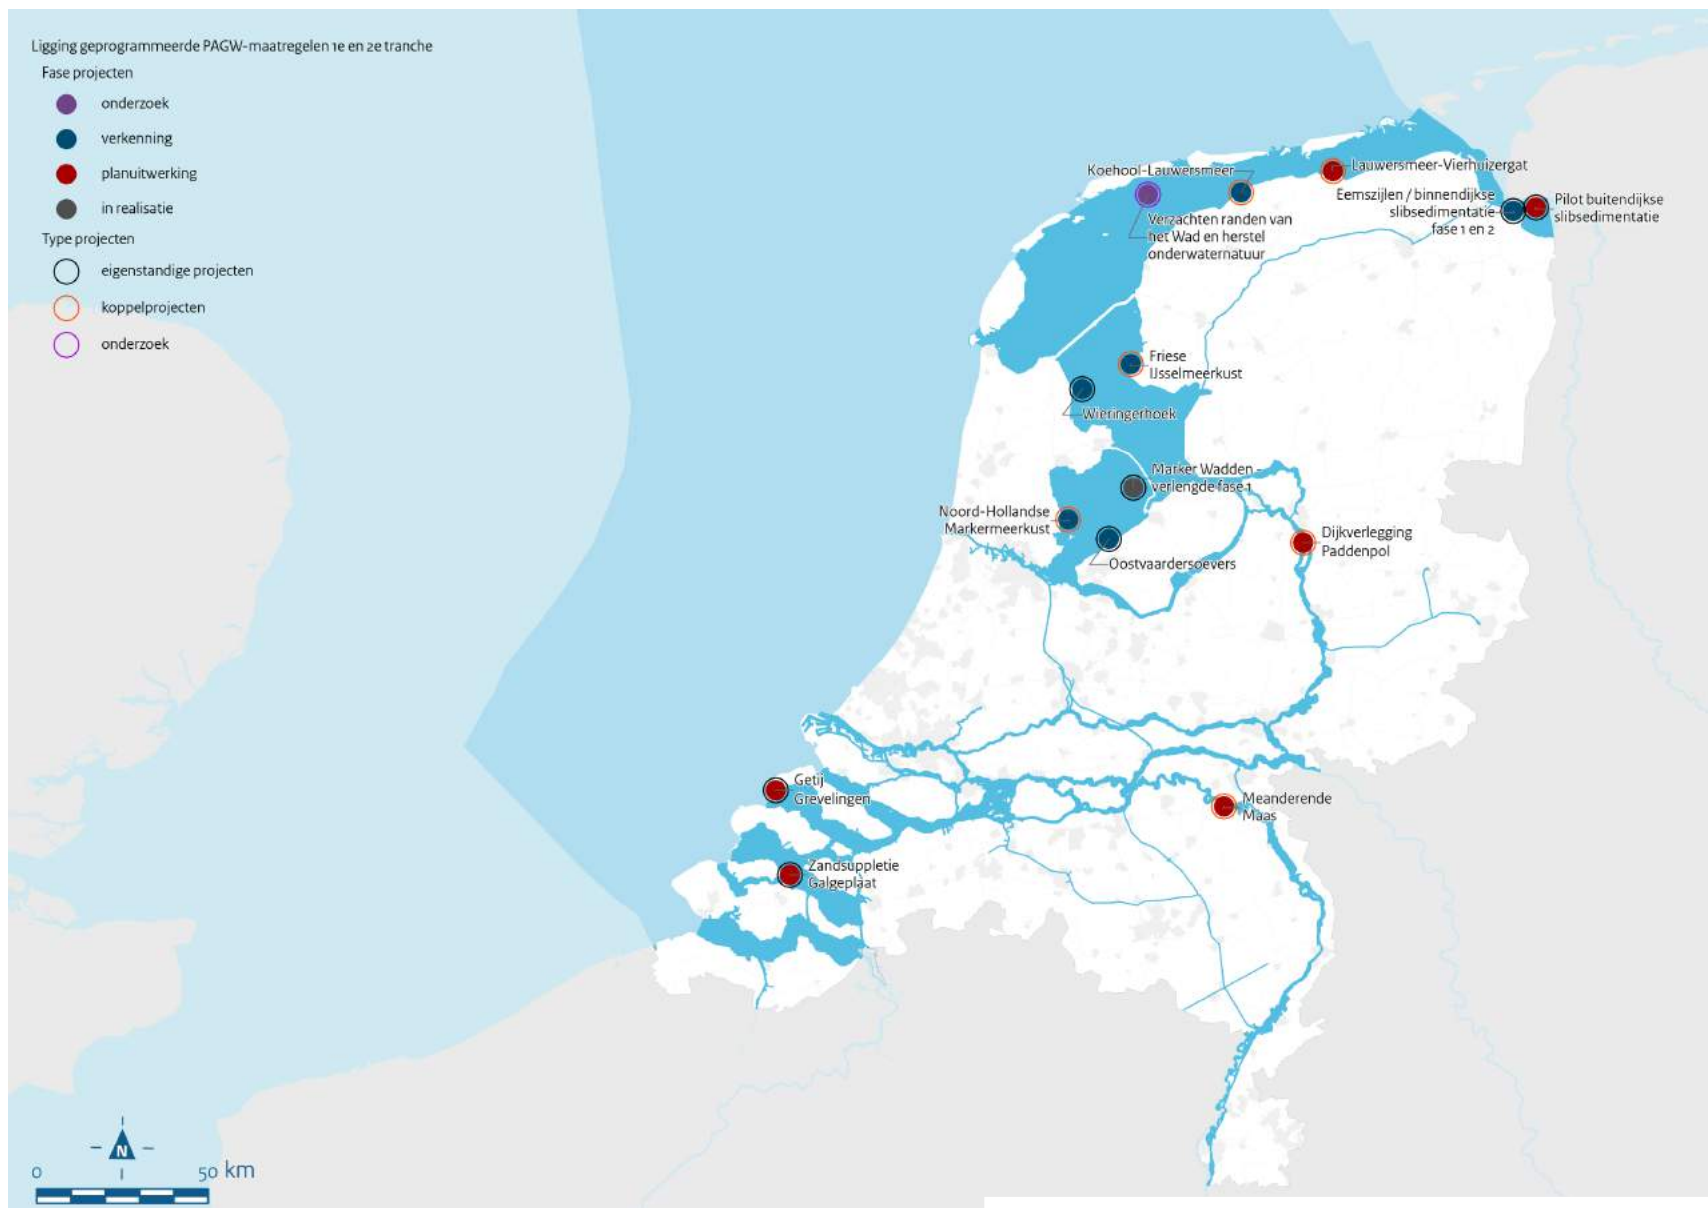 Ligging geprogrammeerde PAGW-maatregelen 1e en 2e tranche
Fase projecten
onderzoek
verkenning
planuitwerking
in realisatie
Type projecten
eigenstandige projecten
koppelprojecten
onderzoek
Koehool-Lauwersmeer
Lauwersmeer-Vierhuizergat
Eemszijlen / binnendijkse
slibsedimentatie
fase 1 en 2
Pilot buitendijkse
slibsedimentatie
Verzachten randen van
het Wad en herstel
onderwaternatuur
Friese
IJsselmeerkust
Wieringerhoek
Marker Wadden -
verlengde fase 1
Noord-Hollandse
Markermeerkust
Oostvaardersoevers
Dijkverlegging
Paddenpol
Getij
Grevelingen
Meanderende
Maas
Zandsuppletie
Galgeplaat
N
0 50 km